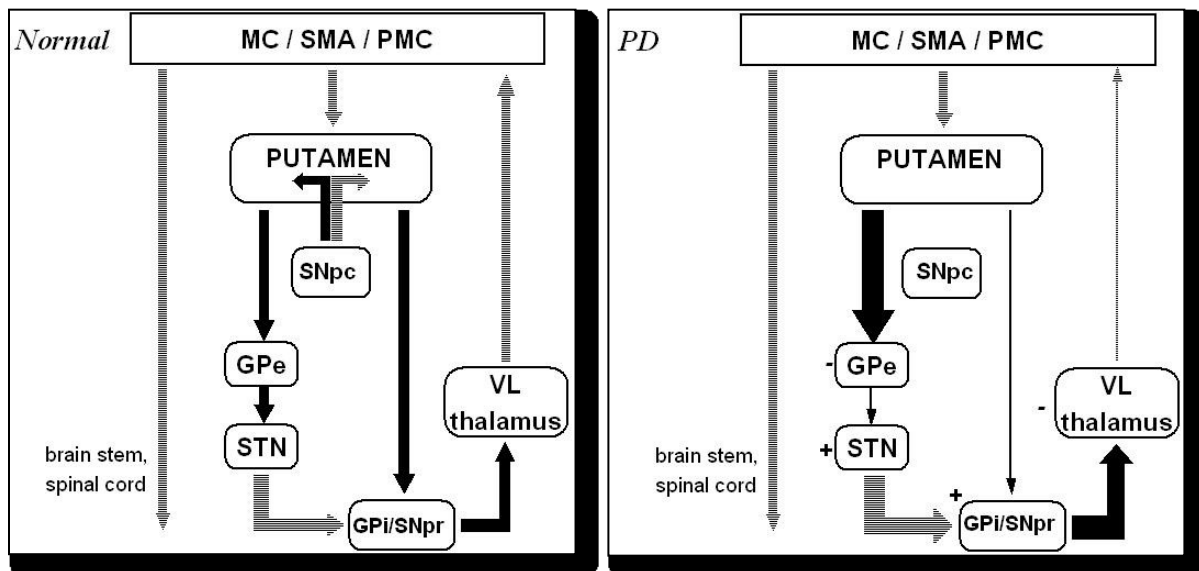 Normal
MC / SMA / PMC
PUTAMEN
SNpc
GPe
VL
thalamus
STN
brain stem,
spinal cord
GPi/SNpr
PD
MC / SMA / PMC
PUTAMEN
SNpc
- GPe
VL
- thalamus
+ STN
brain stem,
spinal cord
+
GPi/SNpr